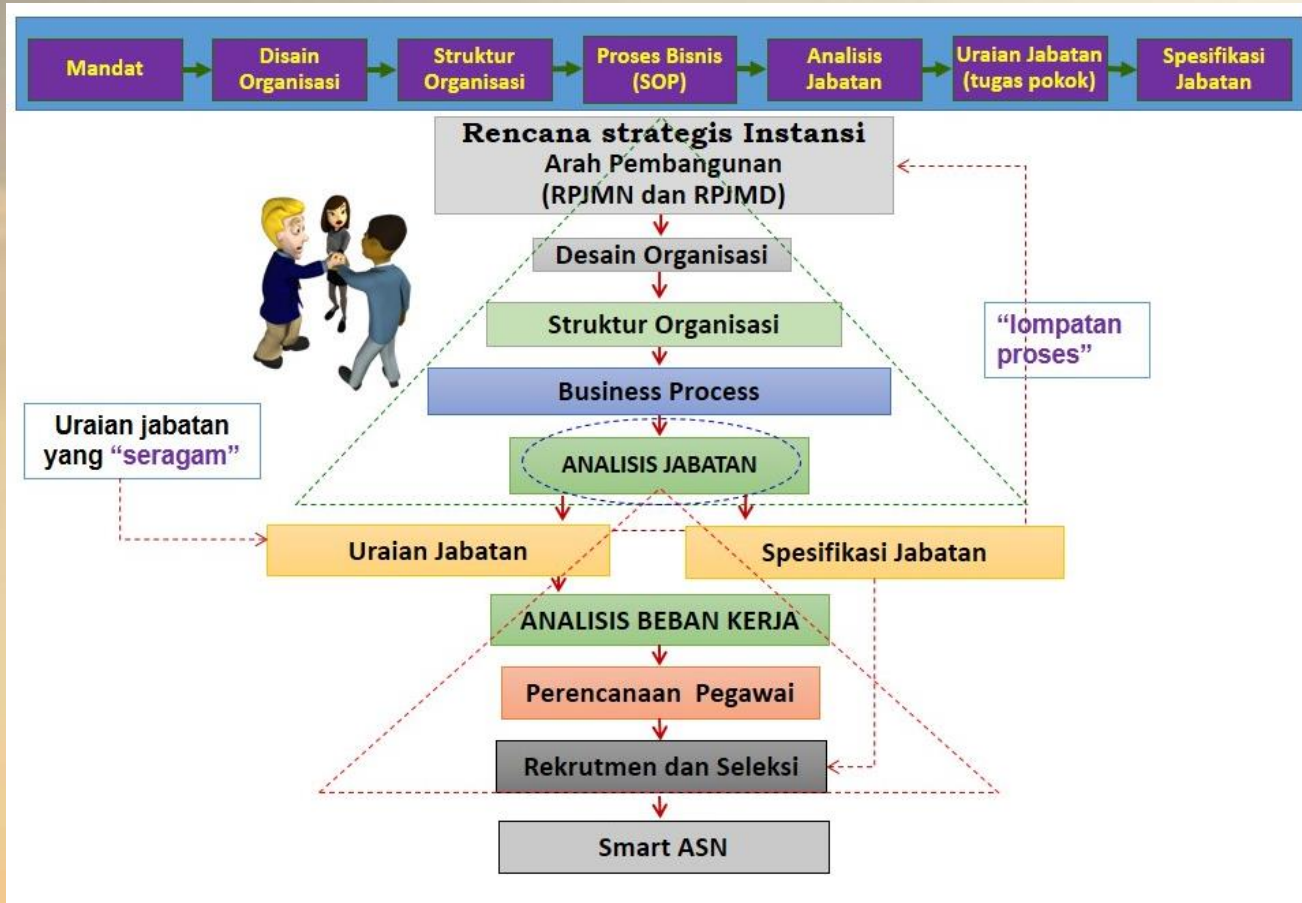 Mandat
Disain
Organisasi
Struktur
Organisasi
Proses Bisnis
(SOP)
Analisis
Jabatan
Uraian Jabatan
(tugas pokok)
Spesifikasi
Jabatan
Rencana strategis Instansi
Arah Pembangunan
(RPJMN dan RPJMD)
Desain Organisasi
Struktur Organisasi
“lompatan
proses”
Business Process
Uraian jabatan
yang “seragam”
ANALISIS JABATAN
Uraian Jabatan
Spesifikasi Jabatan
ANALISIS BEBAN KERJA
Perencanaan Pegawai
Rekrutmen dan Seleksi
Smart ASN